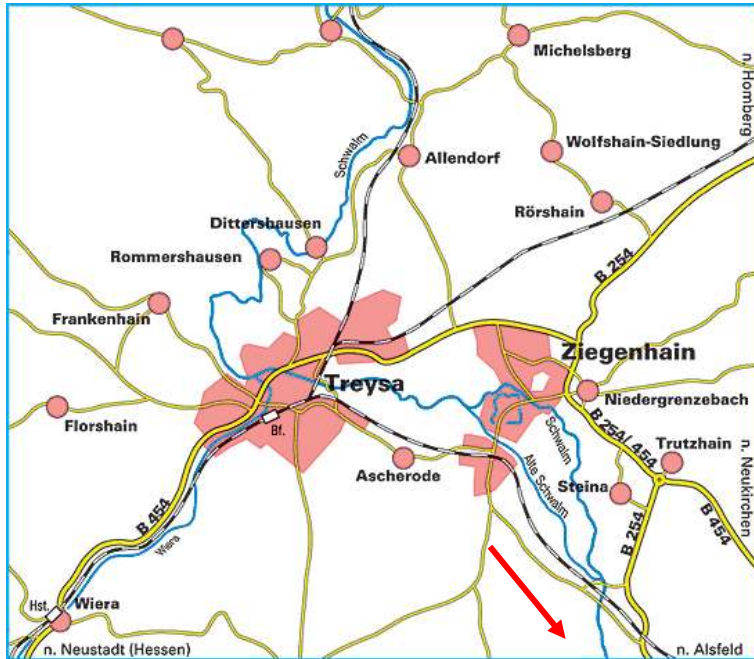 Michelsberg
n. Homberg
Schwalm
Allendorf
Wolfshain-Siedlung
Rörshain
Dittershausen
Rommershausen
B 254
Frankenhain
Ziegenhain
Treysa
Niedergrenzebach
Florshain
Bf.
Schwalm
B 254/ 454
Trutzhain
n. Neukirchen
Ascherode
Alte Schwalm
Steina
B 454
Wiera
B 254
B 454
Hst.
Wiera
n. Neustadt (Hessen)
n. Alsfeld